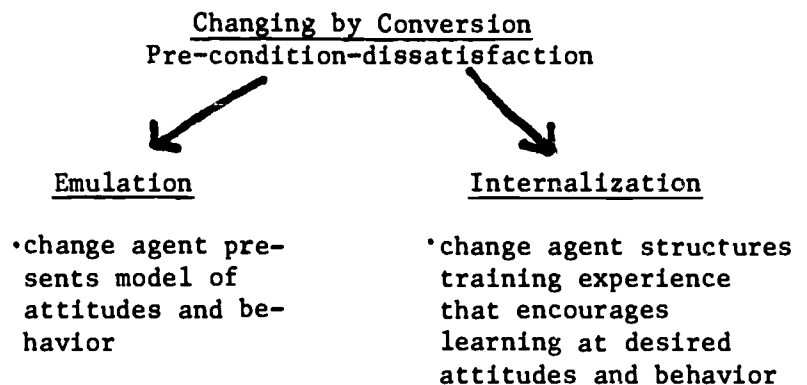 Changing by Conversion
Pre-condition-dissatisfaction
Emulation
•change agent pre-
sents model of
attitudes and be-
havior
Internalization
•change agent structures
training experience
that encourages
learning at desired
attitudes and behavior